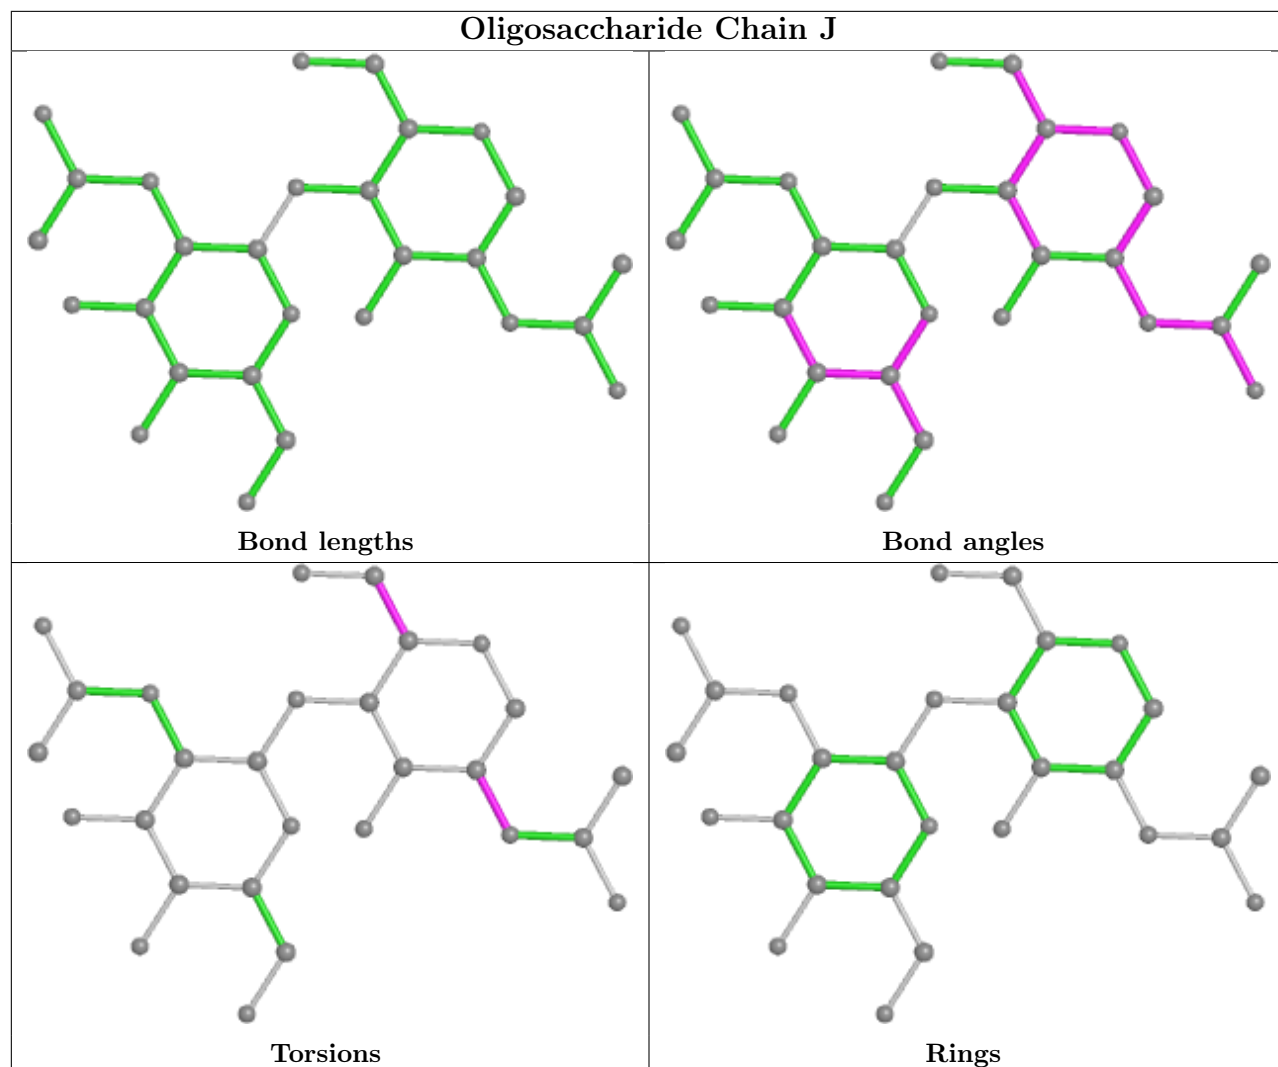 Oligosaccharide Chain J
Bond lengths
Bond angles
Torsions
Rings